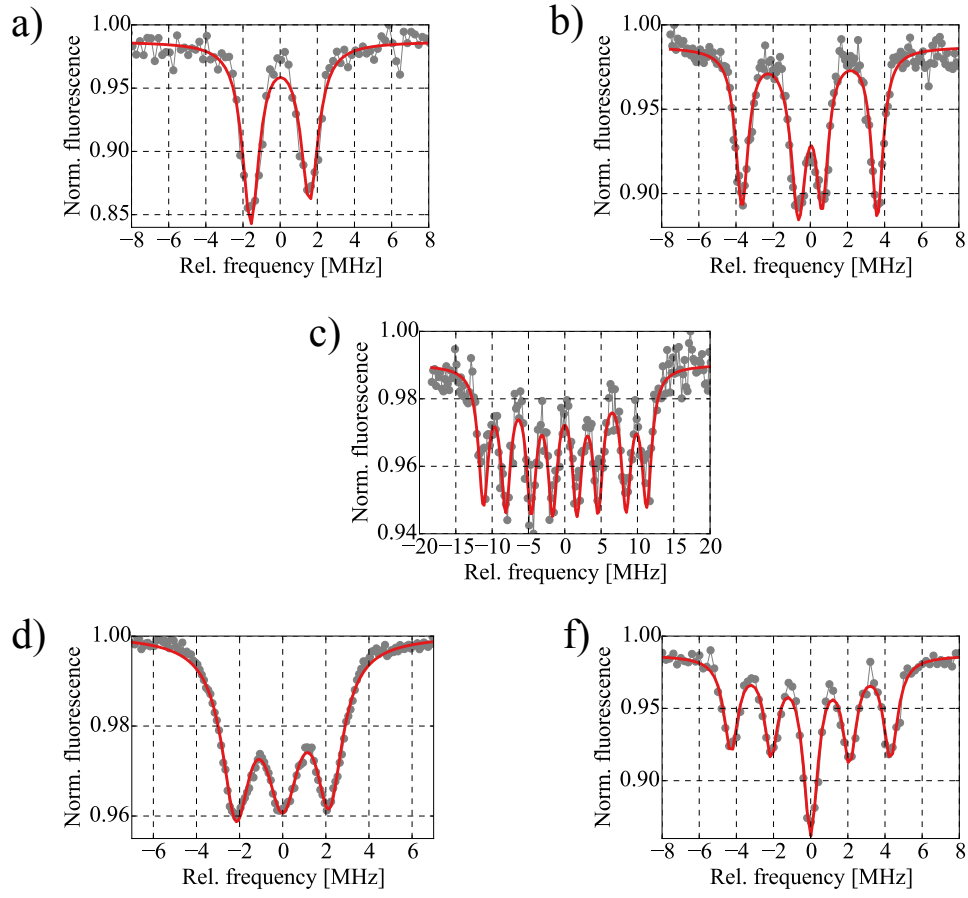 a)
1.00
0.95
0.90
0.85
Norm. fluorescence
−8 −6 −4 −2 0 2 4 6 8
Rel. frequency [MHz]
b)
1.00
0.95
0.90
Norm. fluorescence
−8 −6 −4 −2 0 2 4 6 8
Rel. frequency [MHz]
c)
1.00
0.98
0.96
0.94
Norm. fluorescence
−20 −15 −10 −5 0 5 10 15 20
Rel. frequency [MHz]
d)
1.00
0.98
0.96
Norm. fluorescence
−6 −4 −2 0 2 4 6
Rel. frequency [MHz]
f)
1.00
0.95
0.90
Norm. fluorescence
−8 −6 −4 −2 0 2 4 6 8
Rel. frequency [MHz]